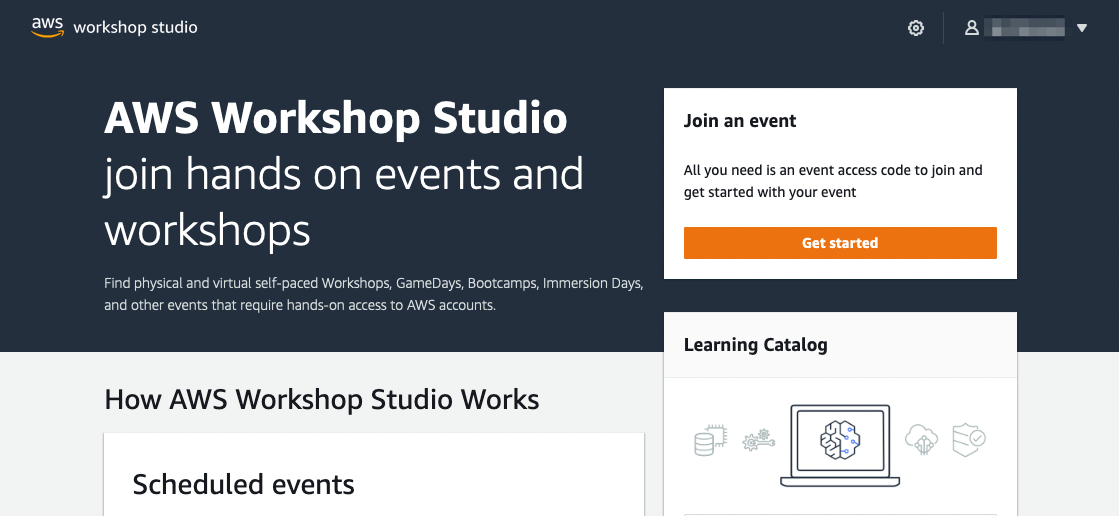 aws workshop studio
AWS Workshop Studio
join hands on events and
workshops
Find physical and virtual self-paced Workshops, GameDays, Bootcamps, Immersion Days,
and other events that require hands-on access to AWS accounts.
Join an event
All you need is an event access code to join and
get started with your event
Get started
Learning Catalog
How AWS Workshop Studio Works
Scheduled events